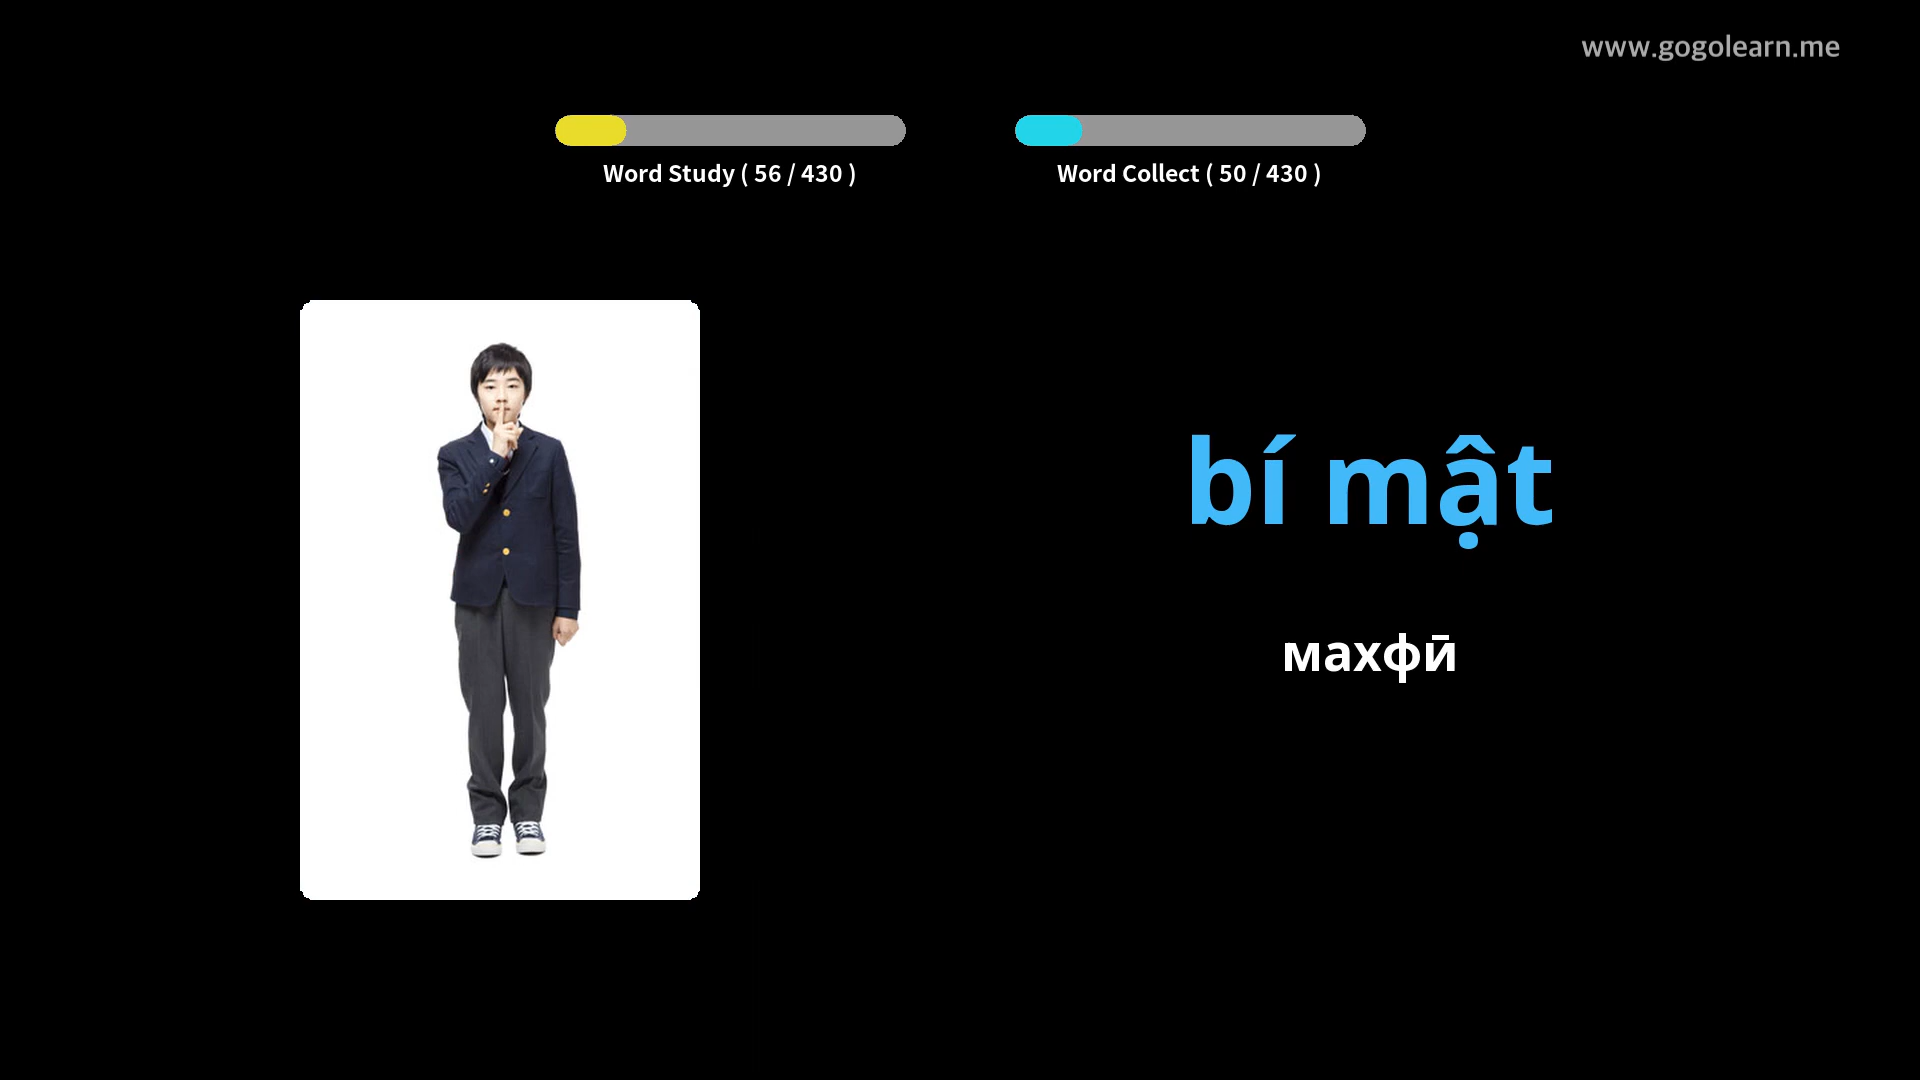 www.gogolearn.me
Word Study ( 56 / 430 )
Word Collect ( 50 / 430 )
bí mật
махфӣ